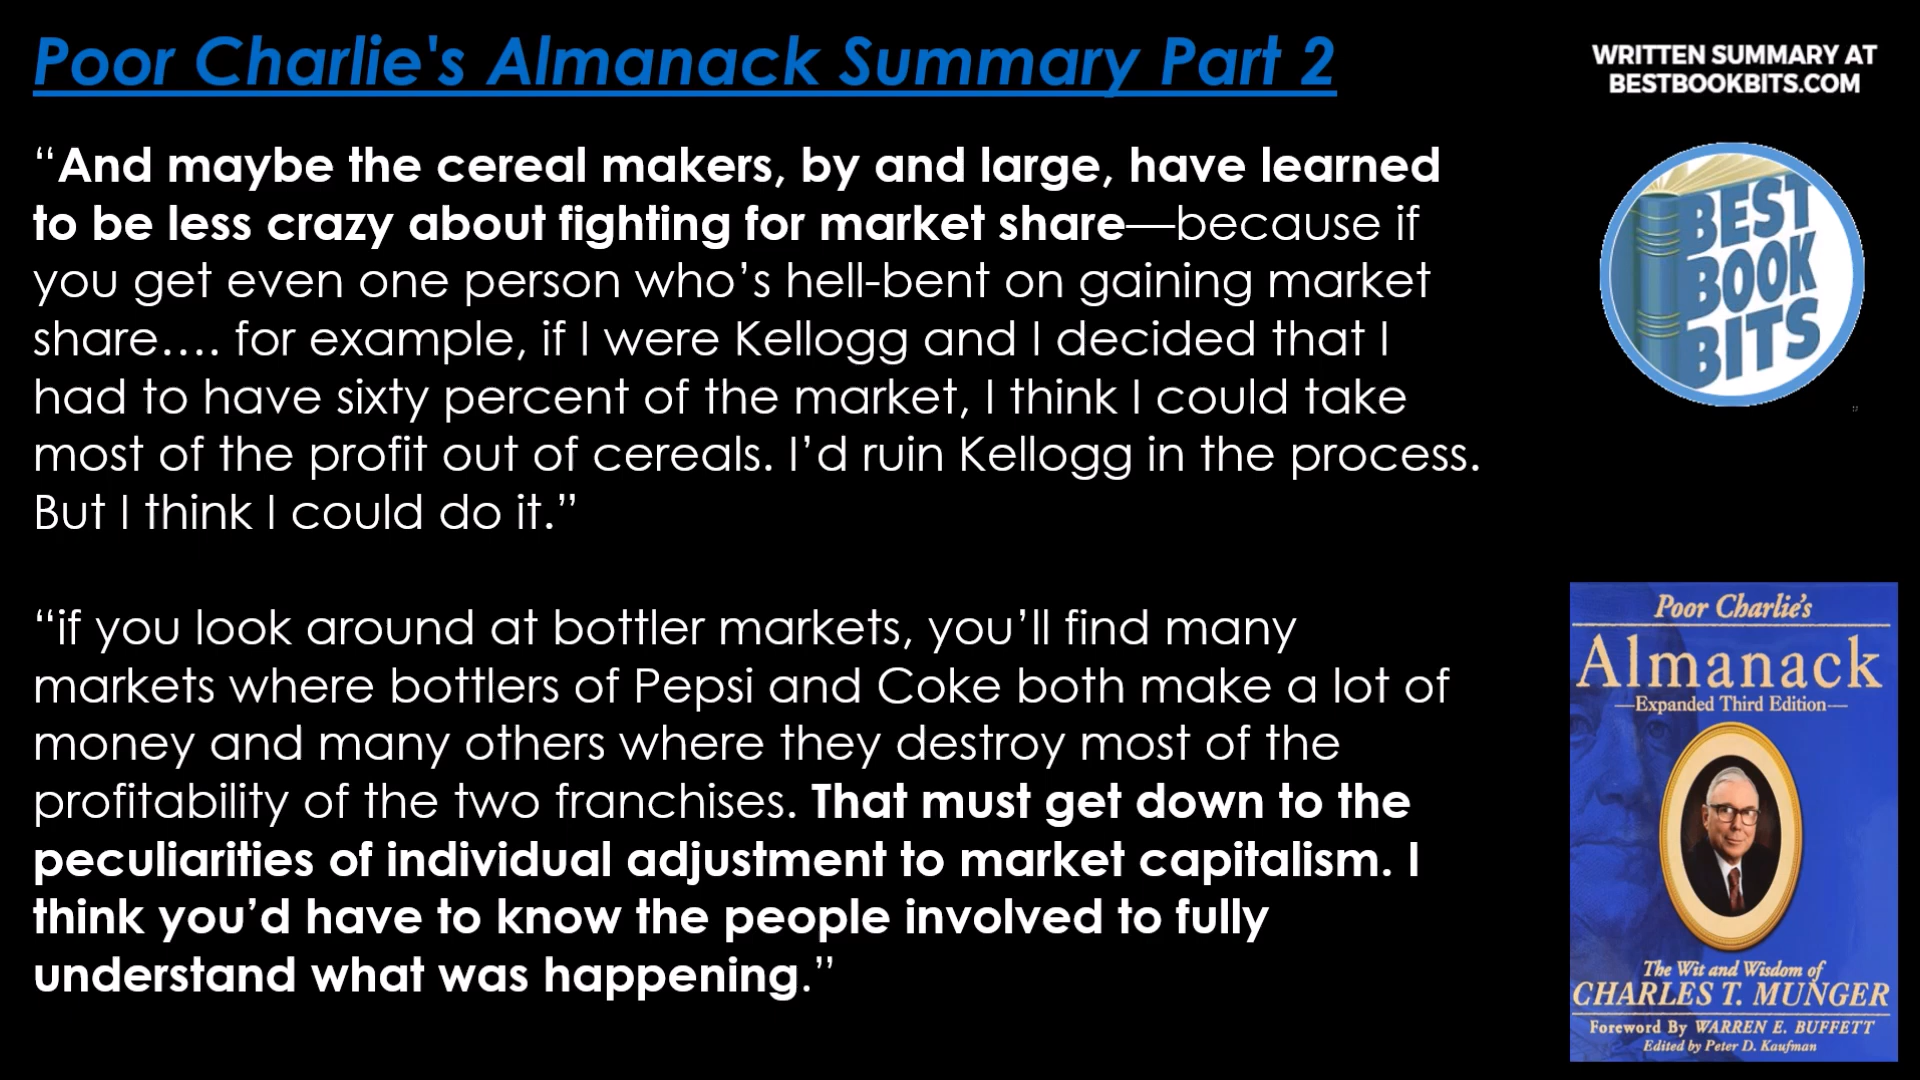 Poor Charlie's Almanack Summary Part 2
WRITTEN SUMMARY AT
BESTBOOKBITS.COM
“And maybe the cereal makers, by and large, have learned
to be less crazy about fighting for market share—because if
you get even one person who’s hell-bent on gaining market
share…. for example, if I were Kellogg and I decided that I
had to have sixty percent of the market, I think I could take
most of the profit out of cereals. I’d ruin Kellogg in the process.
But I think I could do it.”
“if you look around at bottler markets, you’ll find many
markets where bottlers of Pepsi and Coke both make a lot of
money and many others where they destroy most of the
profitability of the two franchises. That must get down to the
peculiarities of individual adjustment to market capitalism. I
think you’d have to know the people involved to fully
understand what was happening.”
BEST
BOOK
BITS
Poor Charlie's
Almanack
—Expanded Third Edition—
The Wit and Wisdom of
CHARLES T. MUNGER
Foreword By WARREN E. BUFFETT
Edited by Peter D. Kaufman